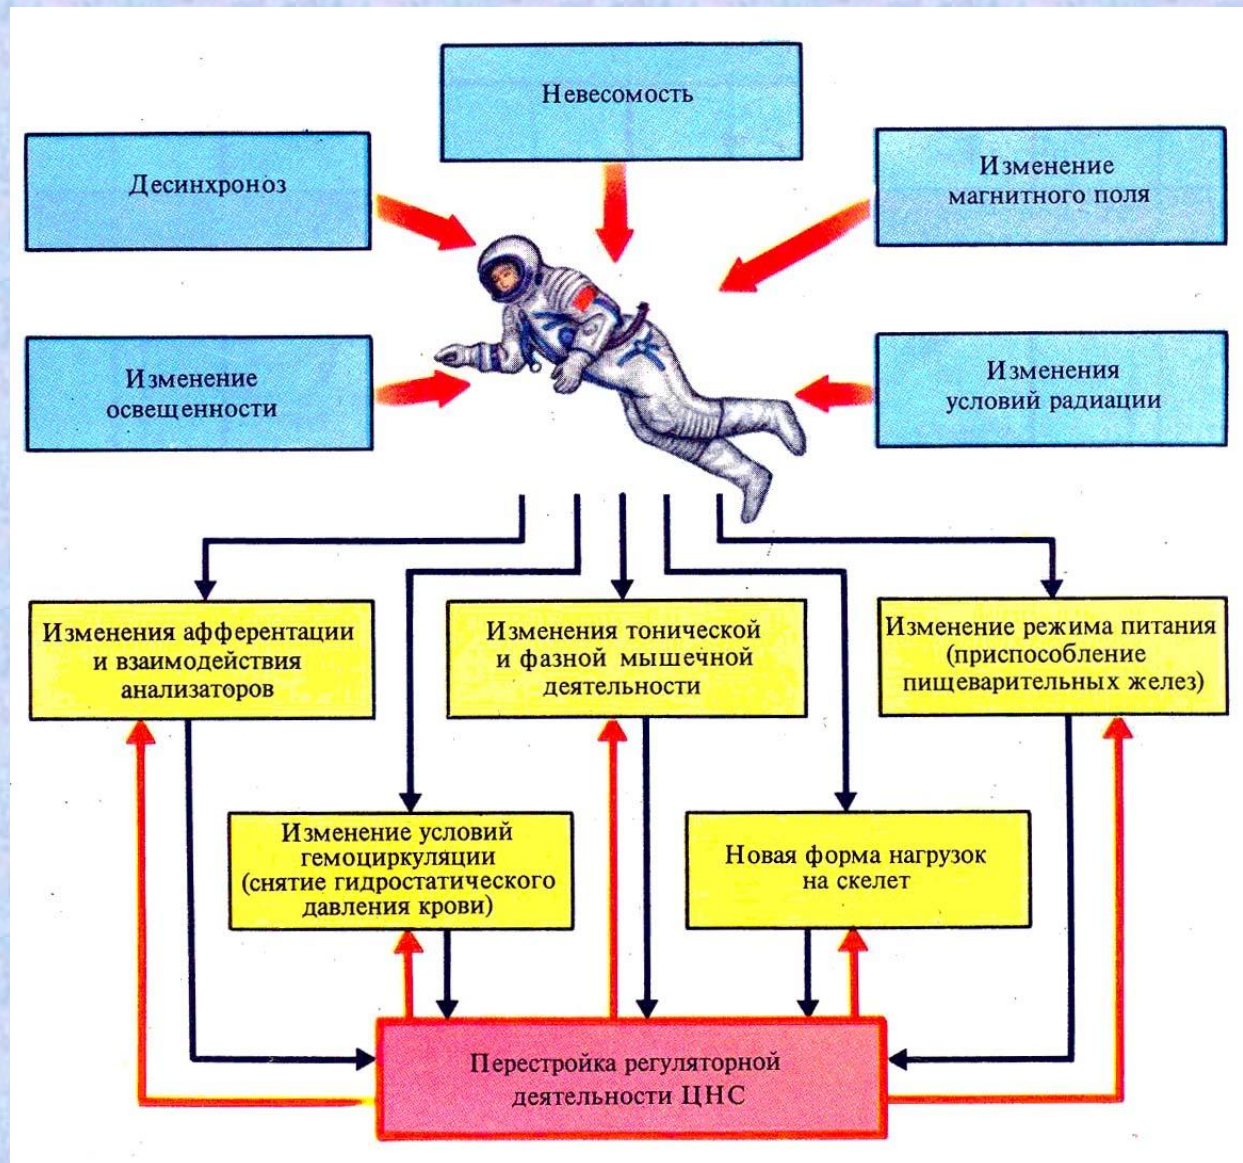 Невесомость
Десинхроноз
Изменение
магнитного поля
Изменение
освещенности
Изменения
условий радиации
Изменения афферентации
и взаимодействия
анализаторов
Изменения тонической
и фазной мышечной
деятельности
Изменение режима питания
(приспособление
пищеварительных желез)
Изменение условий
гемоциркуляции
(снятие гидростатического
давления крови)
Новая форма нагрузок
на скелет
Перестройка регуляторной
деятельности ЦНС